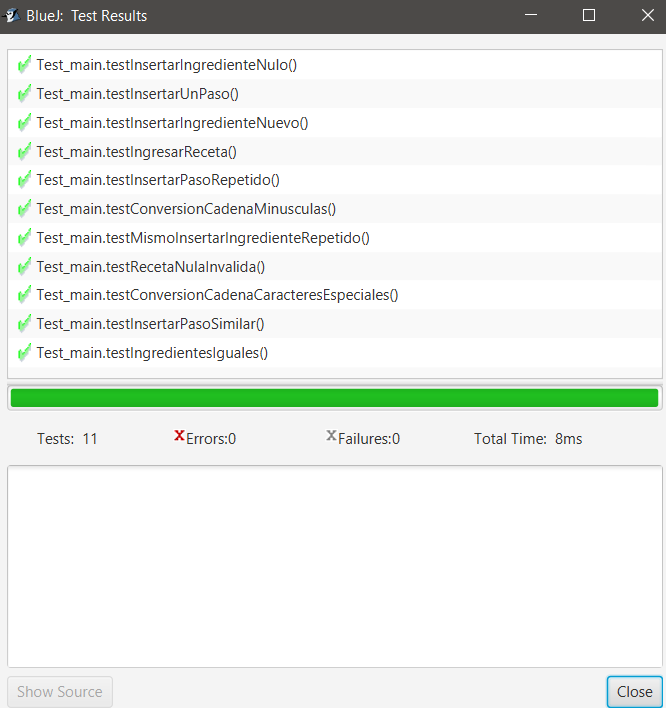 BlueJ: Test Results
Test_main.testInsertarIngredienteNulo()
Test_main.testInsertarUnPaso()
Test_main.testInsertarIngredienteNuevo()
Test_main.testIngresarReceta()
Test_main.testInsertarPasoRepetido()
Test_main.testConversionCadenaMinusculas()
Test_main.testMismoInsertarIngredienteRepetido()
Test_main.testRecetaNulaInvalida()
Test_main.testConversionCadenaCaracteresEspeciales()
Test_main.testInsertarPasoSimilar()
Test_main.testIngredientesIguales()
Tests: 11 Errors:0 Failures:0 Total Time: 8ms
Show Source Close